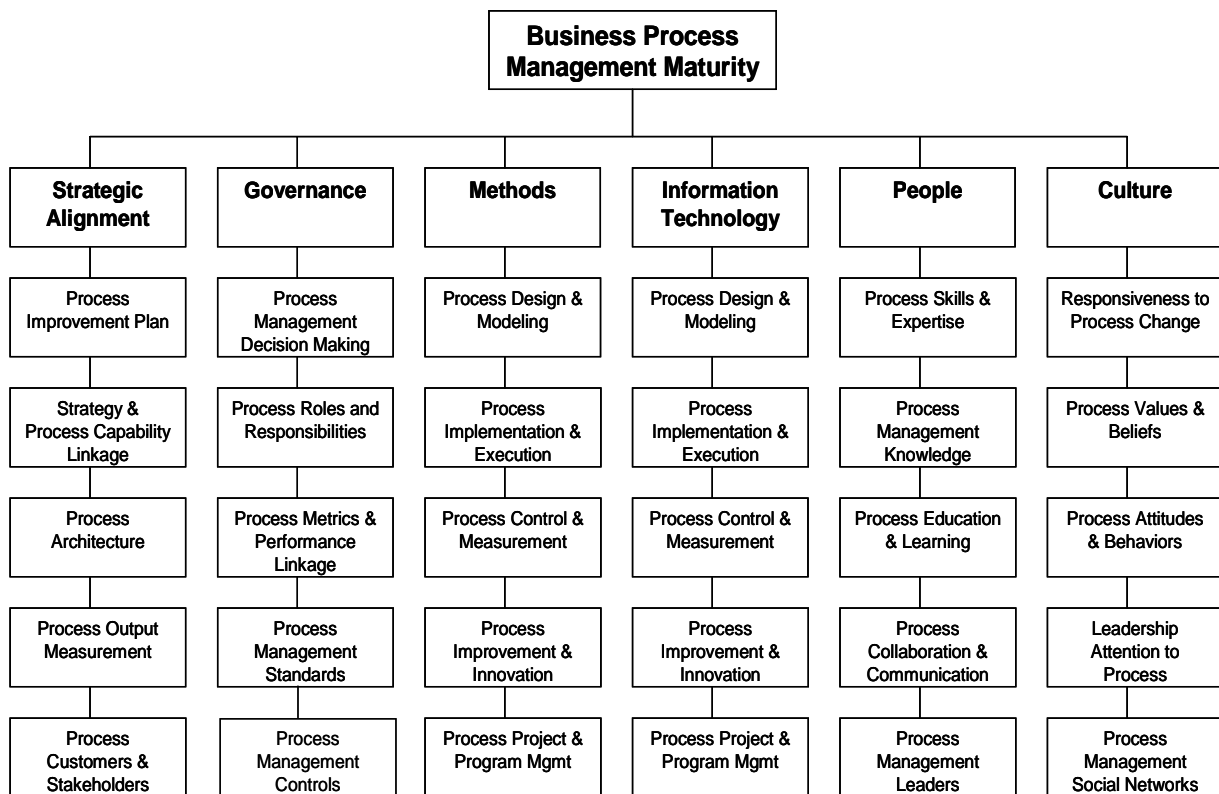 Business Process
Management Maturity
Strategic
Alignment
Governance
Methods
Information
Technology
People
Culture
Process
Improvement Plan
Process
Management
Decision Making
Process Design &
Modeling
Process Design &
Modeling
Process Skills &
Expertise
Responsiveness to
Process Change
Strategy &
Process Capability
Linkage
Process Roles and
Responsibilities
Process
Implementation &
Execution
Process
Implementation &
Execution
Process
Management
Knowledge
Process Values &
Beliefs
Process
Architecture
Process Metrics &
Performance
Linkage
Process Control &
Measurement
Process Control &
Measurement
Process Education
& Learning
Process Attitudes
& Behaviors
Process Output
Measurement
Process
Management
Standards
Process
Improvement &
Innovation
Process
Improvement &
Innovation
Process
Collaboration &
Communication
Leadership
Attention to
Process
Process
Customers &
Stakeholders
Process
Management
Controls
Process Project &
Program Mgmt
Process Project &
Program Mgmt
Process
Management
Leaders
Process
Management
Social Networks